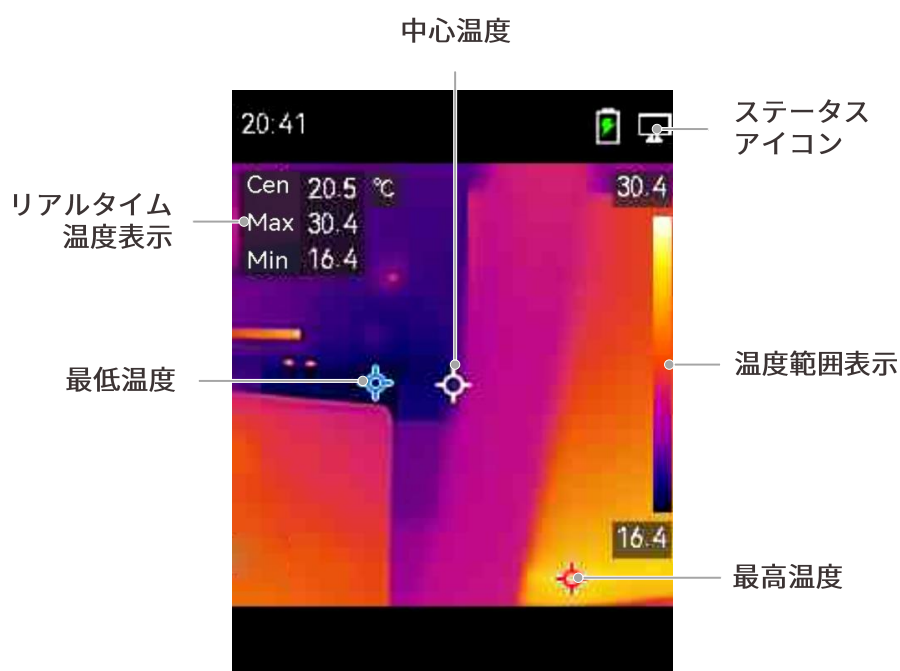 中心温度
20:41
ステータス
アイコン
リアルタイム
温度表示
Cen 20.5 ℃
Max 30.4
Min 16.4
30.4
温度範囲表示
最低温度
16.4
最高温度